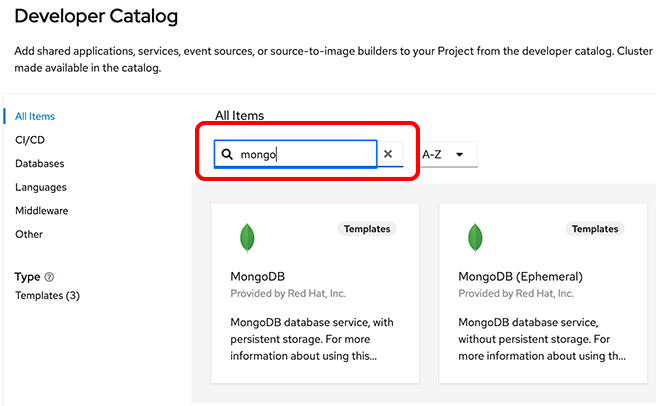 Developer Catalog
Add shared applications, services, event sources, or source-to-image builders to your Project from the developer catalog. Cluster
made available in the catalog.
All Items
CI/CD
Databases
Languages
Middleware
Other
Type
Templates (3)
All Items
mongo
A-Z
Templates
MongoDB
Provided by Red Hat, Inc.
MongoDB database service, with
persistent storage. For more
information about using this...
Templates
MongoDB (Ephemeral)
Provided by Red Hat, Inc.
MongoDB database service,
without persistent storage. For
more information about using th...